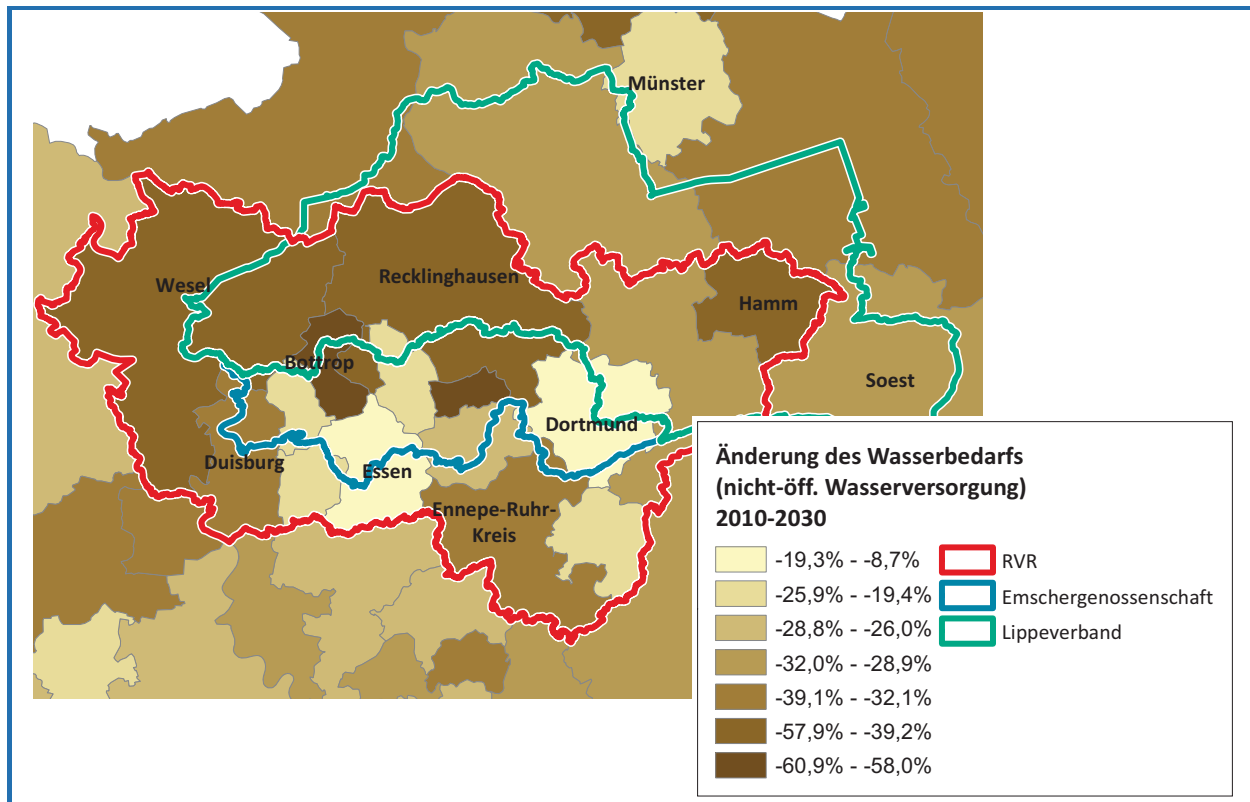 Münster
Recklinghausen
Wesel
Hamm
Bottrop
Soest
Dortmund
Duisburg
Essen
Ennepe-Ruhr-
Kreis
Änderung des Wasserbedarfs
(nicht-öff. Wasserversorgung)
2010-2030
-19,3% - -8,7%
-25,9% - -19,4%
-28,8% - -26,0%
-32,0% - -28,9%
-39,1% - -32,1%
-57,9% - -39,2%
-60,9% - -58,0%
RVR
Emschergenossenschaft
Lippeverband